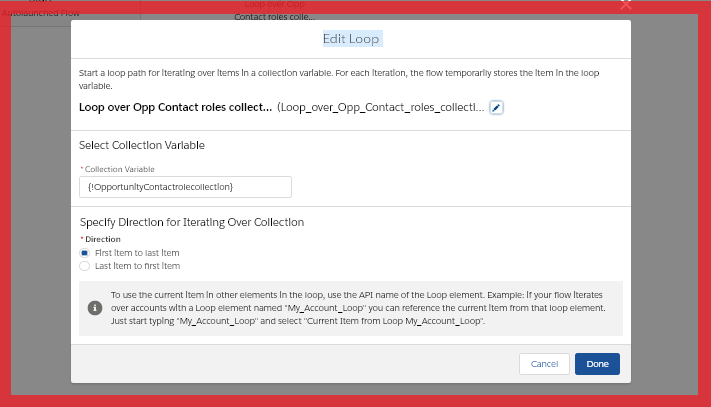 Autolaunched Flow
Loop over Opp
Contact roles colle...
Edit Loop
Start a loop path for iterating over items in a collection variable. For each iteration, the flow temporarily stores the item in the loop
variable.
Loop over Opp Contact roles collect... (Loop_over_Opp_Contact_roles_collecti...
Select Collection Variable
* Collection Variable
{!OpportunityContactrolecollection}
Specify Direction for Iterating Over Collection
* Direction
First item to last item
Last item to first item
To use the current item in other elements in the loop, use the API name of the Loop element. Example: If your flow iterates
over accounts with a Loop element named "My_Account_Loop" you can reference the current item from that loop element.
Just start typing "My_Account_Loop" and select "Current Item from Loop My_Account_Loop".
Cancel
Done